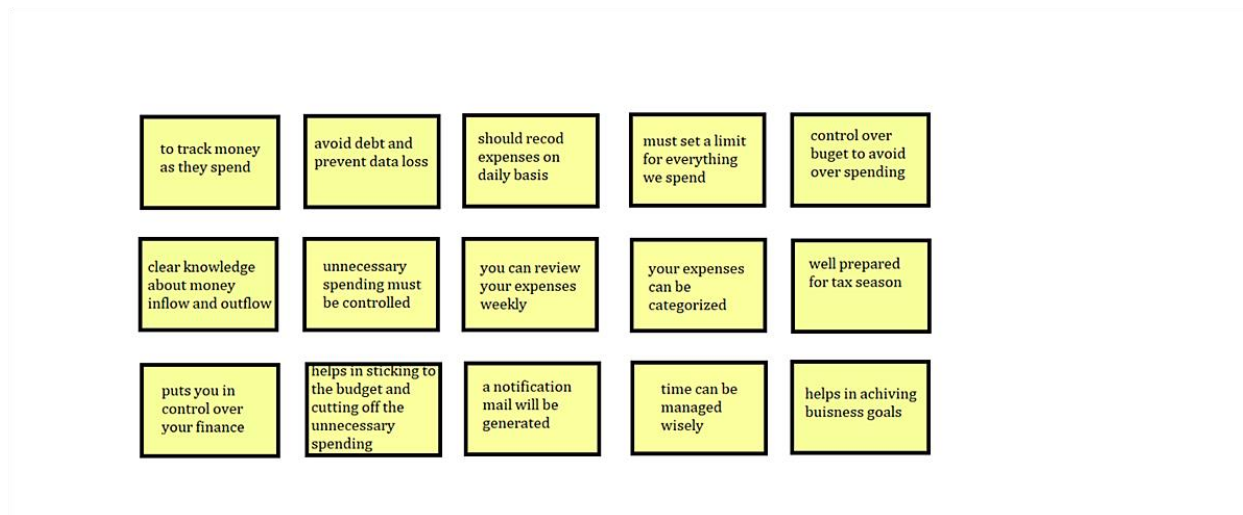 to track money
as they spend
avoid debt and
prevent data loss
should recod
expenses on
daily basis
must set a limit
for everything
we spend
control over
buget to avoid
over spending
clear knowledge
about money
inflow and outflow
unnecessary
spending must
be controlled
you can review
your expenses
weekly
your expenses
can be
categorized
well prepared
for tax season
puts you in
control over
your finance
helps in sticking to
the budget and
cutting off the
unnecessary
spending
a notification
mail will be
generated
time can be
managed
wisely
helps in achiving
buisness goals